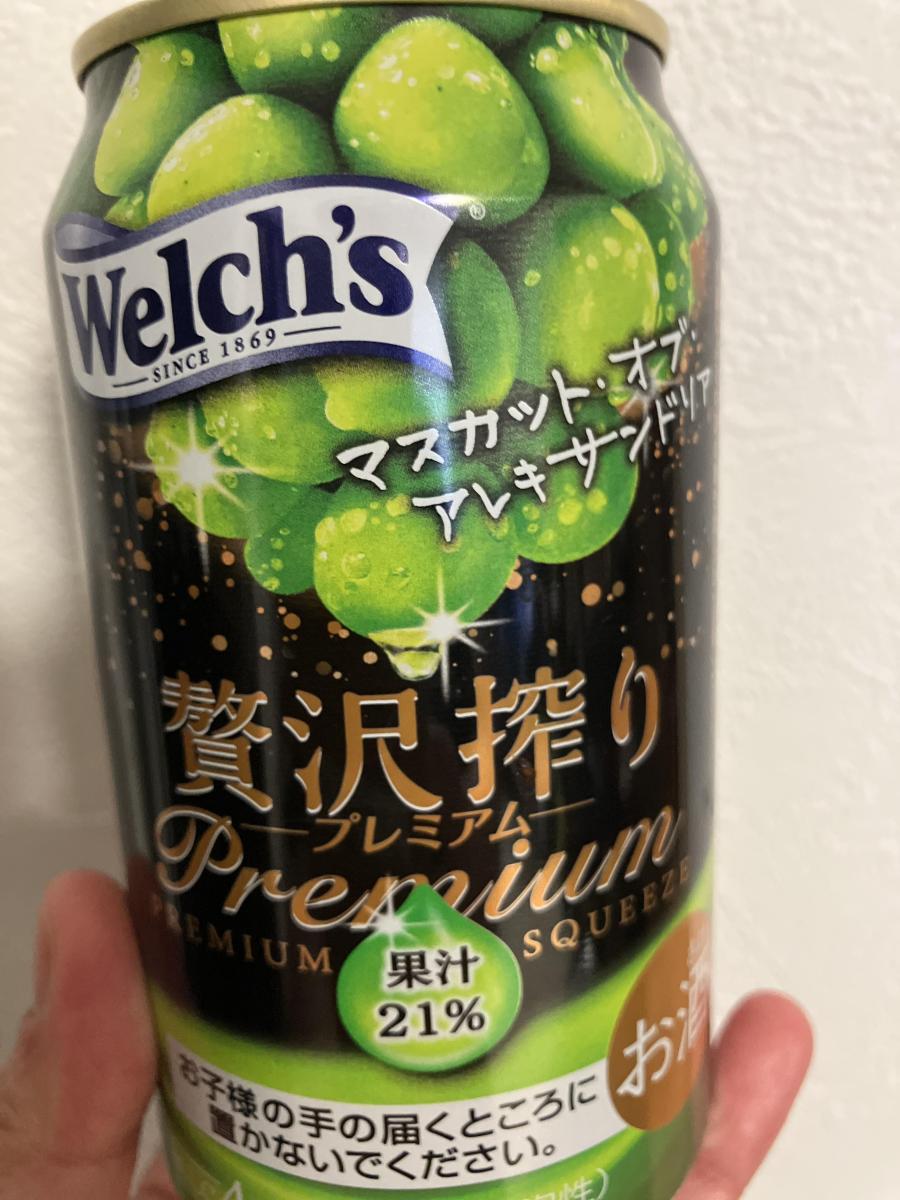 Welch's®
SINCE 1869
マスカット・オブ・
アレキサンドリア
贅沢搾り
プレミアム
Premium
PREMIUM SQUEEZE
果汁
21%
お酒
お子様の手の届くところに
置かないでください。